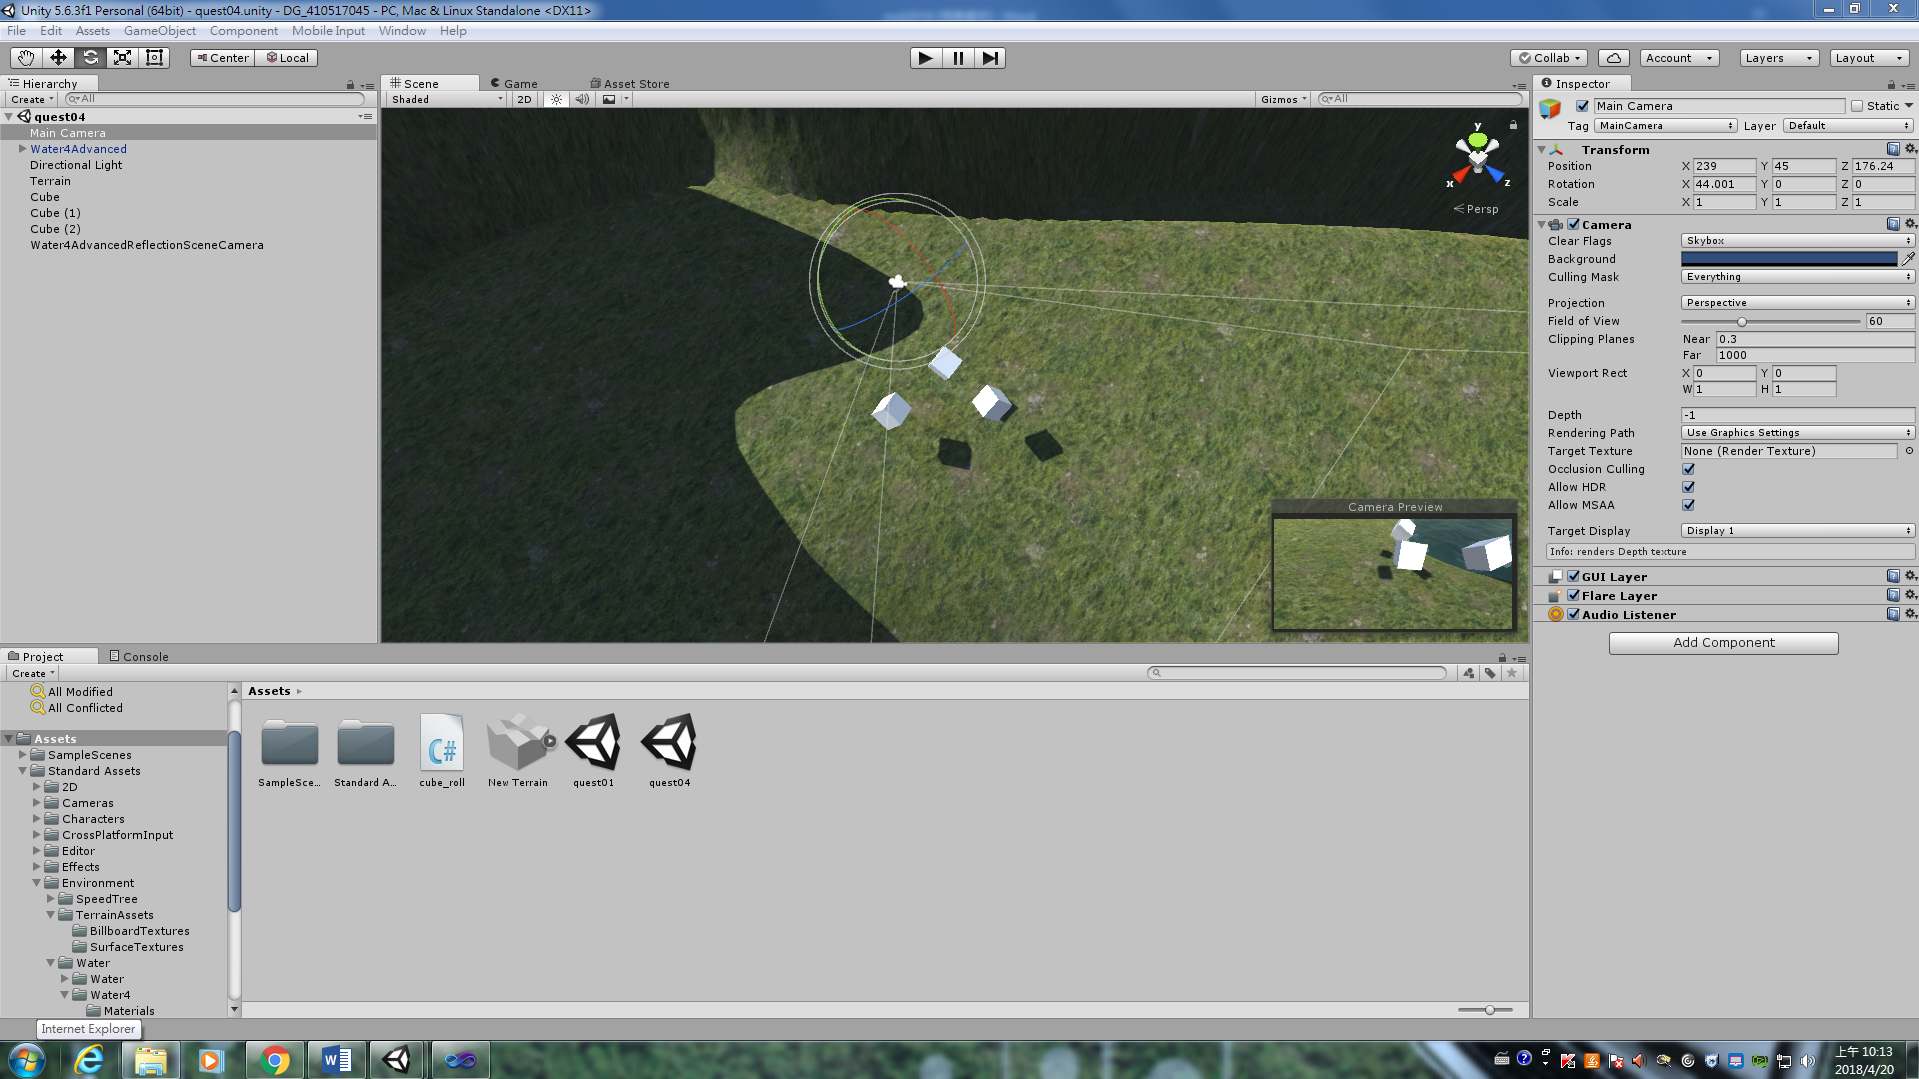 Unity 5.6.3f1 Personal (64bit) - quest04.unity - DG_410517045 - PC, Mac & Linux Standalone <DX11>
File Edit Assets GameObject Component Mobile Input Window Help
Center Local
Collab Account Layers Layout
Hierarchy
Create All
quest04
Main Camera
Water4Advanced
Directional Light
Terrain
Cube
Cube (1)
Cube (2)
Water4AdvancedReflectionSceneCamera
Scene Game Asset Store
Shaded 2D Gizmos All
y
x z
Persp
Camera Preview
Inspector
Main Camera Static
Tag MainCamera Layer Default
Transform
Position X 239 Y 45 Z 176.24
Rotation X 44.001 Y 0 Z 0
Scale X 1 Y 1 Z 1
Camera
Clear Flags Skybox
Background
Culling Mask Everything
Projection Perspective
Field of View 60
Clipping Planes Near 0.3
Far 1000
Viewport Rect X 0 Y 0
W 1 H 1
Depth -1
Rendering Path Use Graphics Settings
Target Texture None (Render Texture)
Occlusion Culling
Allow HDR
Allow MSAA
Target Display Display 1
Info: renders Depth texture
GUI Layer
Flare Layer
Audio Listener
Add Component
Project Console
Create
All Modified
All Conflicted
Assets
SampleScenes
Standard Assets
2D
Cameras
Characters
CrossPlatformInput
Editor
Effects
Environment
SpeedTree
TerrainAssets
BillboardTextures
SurfaceTextures
Water
Water
Water4
Materials
Assets
SampleSce... Standard A... cube_roll New Terrain quest01 quest04
C#
Internet Explorer
上午 10:13
2018/4/20